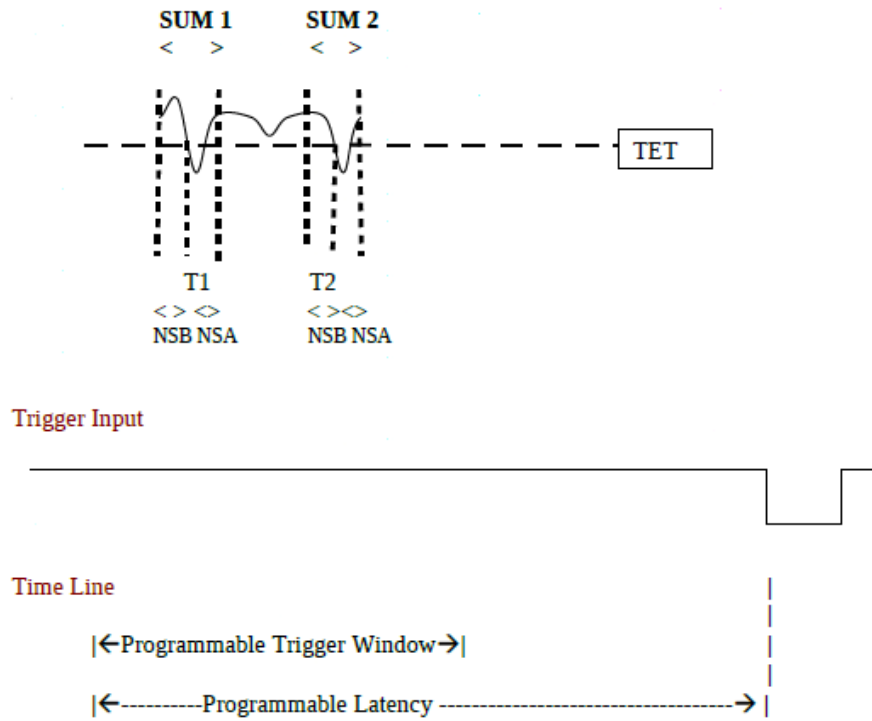 SUM 1 SUM 2
< > < >
TET
T1 T2
< > <> < ><>
NSB NSA NSB NSA
Trigger Input
Time Line
|←Programmable Trigger Window→|
|←----------Programmable Latency ------------------------------------→ |